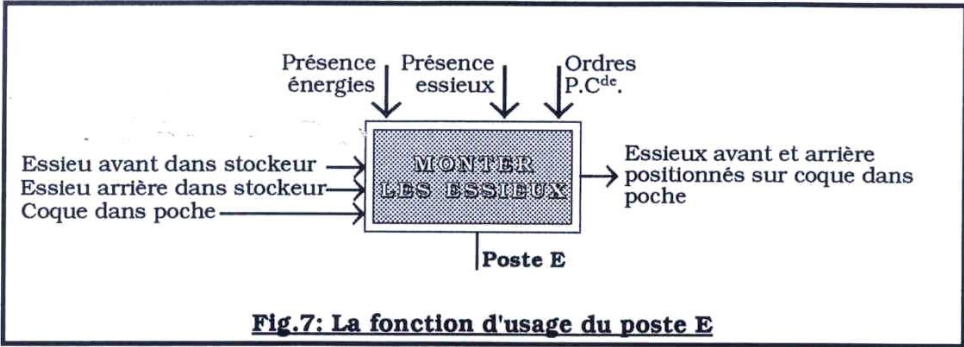 Présence énergies
Présence essieux
Ordres P.Cde.
Essieu avant dans stockeur
Essieu arrière dans stockeur
Coque dans poche
MONTER
LES ESSIEUX
Essieux avant et arrière
positionnés sur coque dans
poche
Poste E
Fig.7: La fonction d'usage du poste E